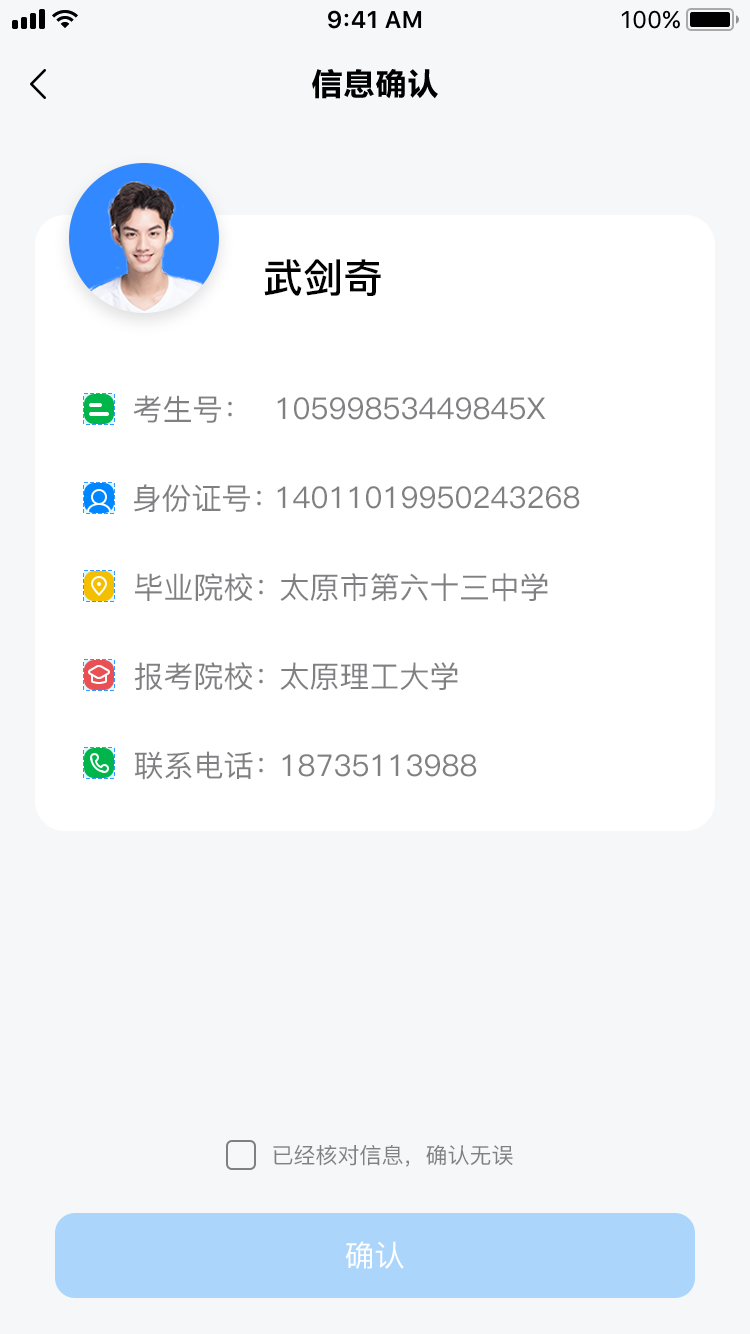 9:41 AM
100%
信息确认
武剑奇
考生号： 10599853449845X
身份证号：14011019950243268
毕业院校：太原市第六十三中学
报考院校：太原理工大学
联系电话：18735113988
已经核对信息，确认无误
确认